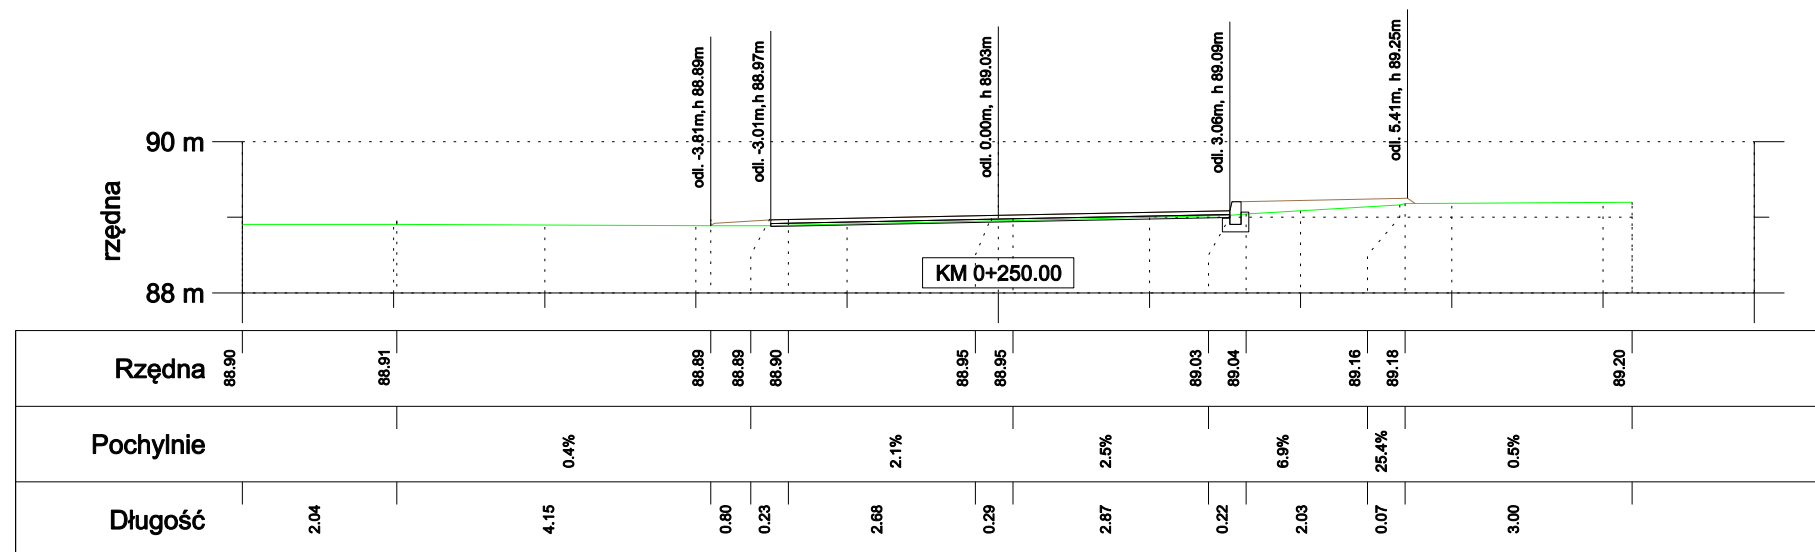 odl. -3.81m,h 88.89m
odl. -3.01m,h 88.97m
odl. 0.00m, h 89.03m
odl. 3.06m, h 89.09m
odl. 5.41m, h 89.25m
90 m
rzędna
88 m
KM 0+250.00
Rzędna
88.90
88.91
88.89
88.89
88.90
88.95
88.95
89.03
89.04
89.16
89.18
89.20
Pochylnie
0.4%
2.1%
2.5%
6.9%
25.4%
0.5%
Długość
2.04
4.15
0.80
0.23
2.68
0.29
2.87
0.22
2.03
0.07
3.00